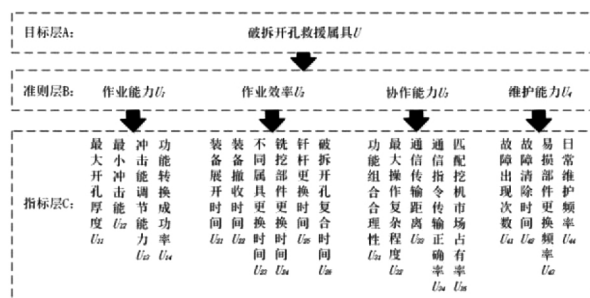 目标层A： 破拆开孔救援属具U
准则层B： 作业能力U₁ 作业效率U₂ 协作能力U₃ 维护能力U₄
指标层C：
最大开孔厚度U₁₁
最小冲击能U₁₂
冲击能调节能力U₁₃
功能转换成功率U₁₄
装备展开时间U₂₁
装备撤收时间U₂₂
不同属具更换时间U₂₃
铣挖部件更换时间U₂₄
钎杆更换时间U₂₅
破拆开孔复合时间U₂₆
功能组合合理性U₃₁
最大操作复杂程度U₃₂
通信传输距离U₃₃
通信指令传输正确率U₃₄
匹配挖机市场占有率U₃₅
故障出现次数U₄₁
故障清除时间U₄₂
易损部件更换频率U₄₃
日常维护频率U₄₄